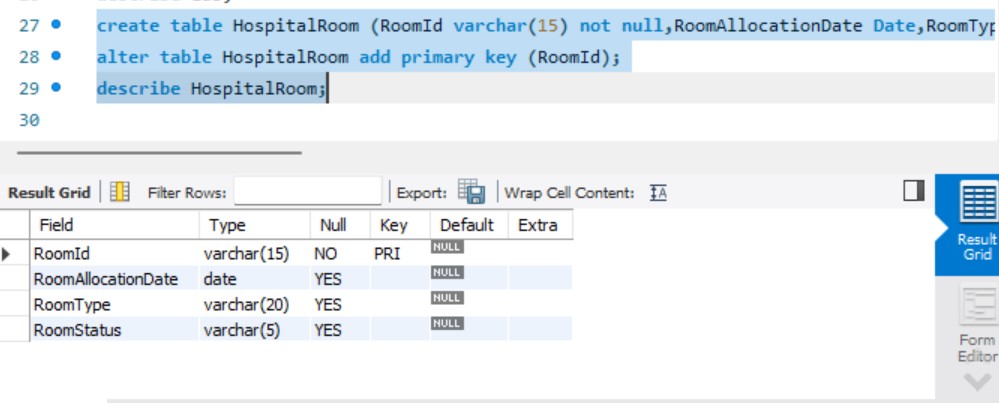 27 create table HospitalRoom (RoomId varchar(15) not null,RoomAllocationDate Date,RoomTyp
28 alter table HospitalRoom add primary key (RoomId);
29 describe HospitalRoom;
30
Result Grid Filter Rows: Export: Wrap Cell Content:
Field Type Null Key Default Extra
RoomId varchar(15) NO PRI NULL
RoomAllocationDate date YES NULL
RoomType varchar(20) YES NULL
RoomStatus varchar(5) YES NULL
Result
Grid
Form
Editor